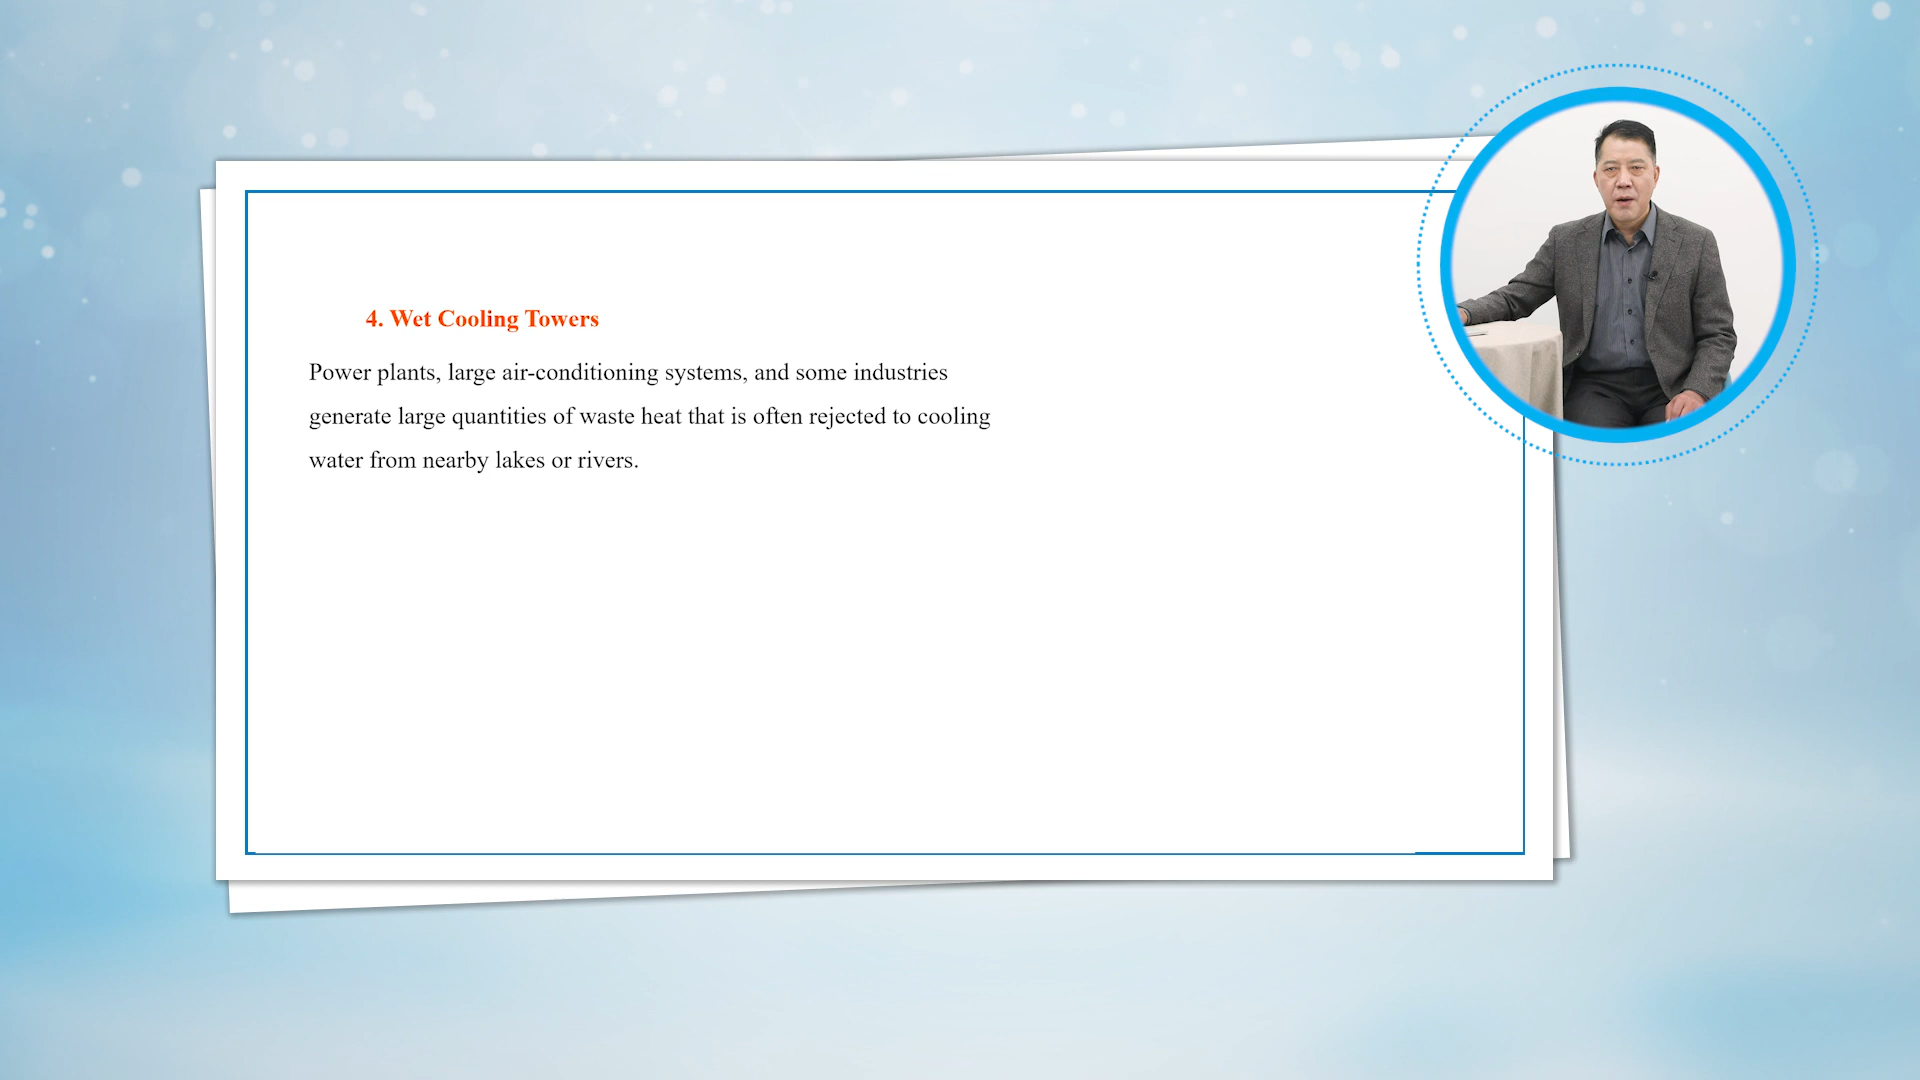 4. Wet Cooling Towers
Power plants, large air-conditioning systems, and some industries
generate large quantities of waste heat that is often rejected to cooling
water from nearby lakes or rivers.